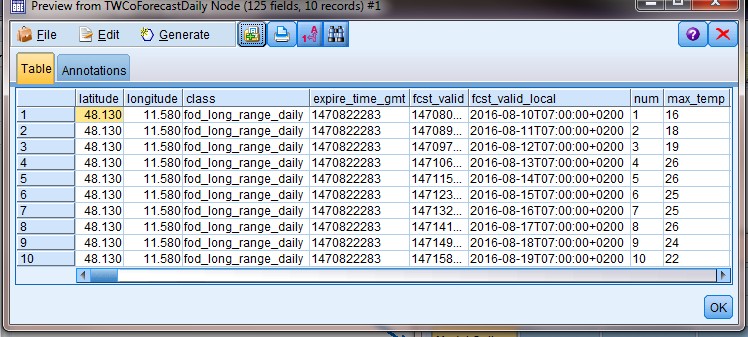 Preview from TWCoForecastDaily Node (125 fields, 10 records) #1
File Edit Generate
Table Annotations
latitude longitude class expire_time_gmt fcst_valid fcst_valid_local num max_temp
1 48.130 11.580 fod_long_range_daily 1470822283 147080... 2016-08-10T07:00:00+0200 1 16
2 48.130 11.580 fod_long_range_daily 1470822283 147089... 2016-08-11T07:00:00+0200 2 18
3 48.130 11.580 fod_long_range_daily 1470822283 147097... 2016-08-12T07:00:00+0200 3 19
4 48.130 11.580 fod_long_range_daily 1470822283 147106... 2016-08-13T07:00:00+0200 4 26
5 48.130 11.580 fod_long_range_daily 1470822283 147115... 2016-08-14T07:00:00+0200 5 26
6 48.130 11.580 fod_long_range_daily 1470822283 147123... 2016-08-15T07:00:00+0200 6 25
7 48.130 11.580 fod_long_range_daily 1470822283 147132... 2016-08-16T07:00:00+0200 7 25
8 48.130 11.580 fod_long_range_daily 1470822283 147141... 2016-08-17T07:00:00+0200 8 26
9 48.130 11.580 fod_long_range_daily 1470822283 147149... 2016-08-18T07:00:00+0200 9 24
10 48.130 11.580 fod_long_range_daily 1470822283 147158... 2016-08-19T07:00:00+0200 10 22
OK